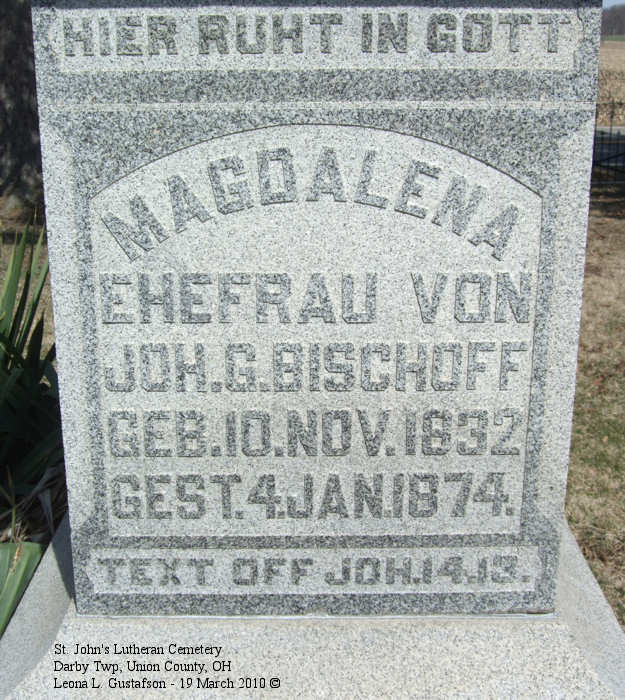 HIER RUHT IN GOTT
MAGDALENA
EHEFRAU VON
JOH. G. BISCHOFF
GEB. 10. NOV. 1832
GEST. 4. JAN. 1874.
TEXT OFF JOH. 14. 13.
St. John's Lutheran Cemetery
Darby Twp, Union County, OH
Leona L. Gustafson - 19 March 2010 ©